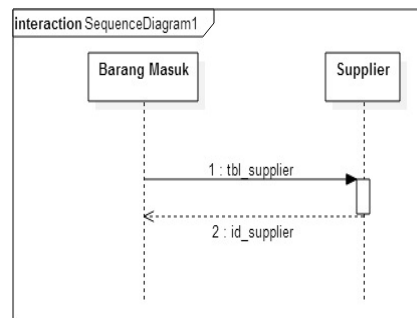 interaction SequenceDiagram1
Barang Masuk
Supplier
1 : tbl_supplier
2 : id_supplier